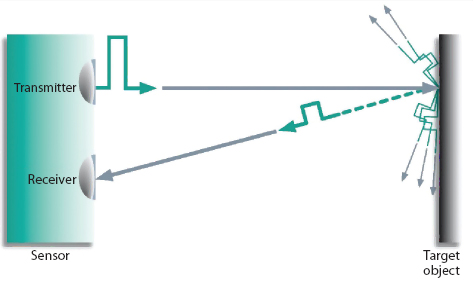 Transmitter
Receiver
Sensor
Target
object